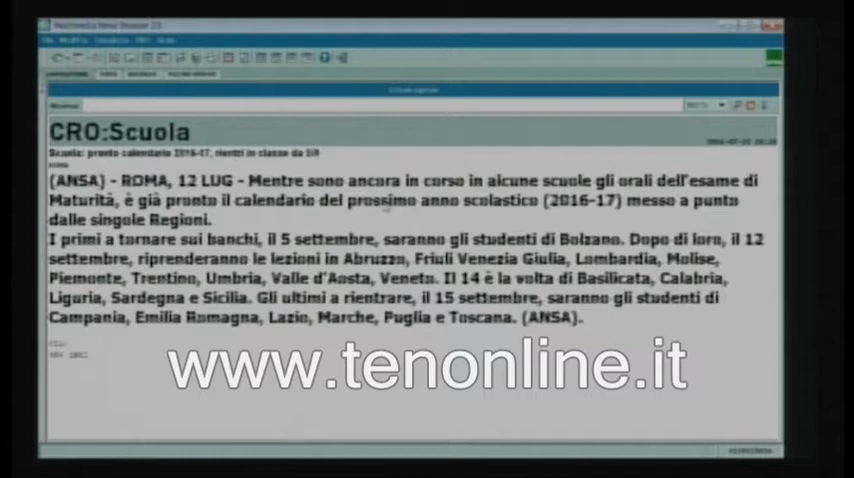 CRO:Scuola
Scuola: pronto calendario 2016-17, rientri in classe da 5/9
ROMA
(ANSA) - ROMA, 12 LUG - Mentre sono ancora in corso in alcune scuole gli orali dell'esame di
Maturità, è già pronto il calendario del prossimo anno scolastico (2016-17) messo a punto
dalle singole Regioni.
I primi a tornare sui banchi, il 5 settembre, saranno gli studenti di Bolzano. Dopo di loro, il 12
settembre, riprenderanno le lezioni in Abruzzo, Friuli Venezia Giulia, Lombardia, Molise,
Piemonte, Trentino, Umbria, Valle d'Aosta, Veneto. Il 14 è la volta di Basilicata, Calabria,
Liguria, Sardegna e Sicilia. Gli ultimi a rientrare, il 15 settembre, saranno gli studenti di
Campania, Emilia Romagna, Lazio, Marche, Puglia e Toscana. (ANSA).
www.tenonline.it